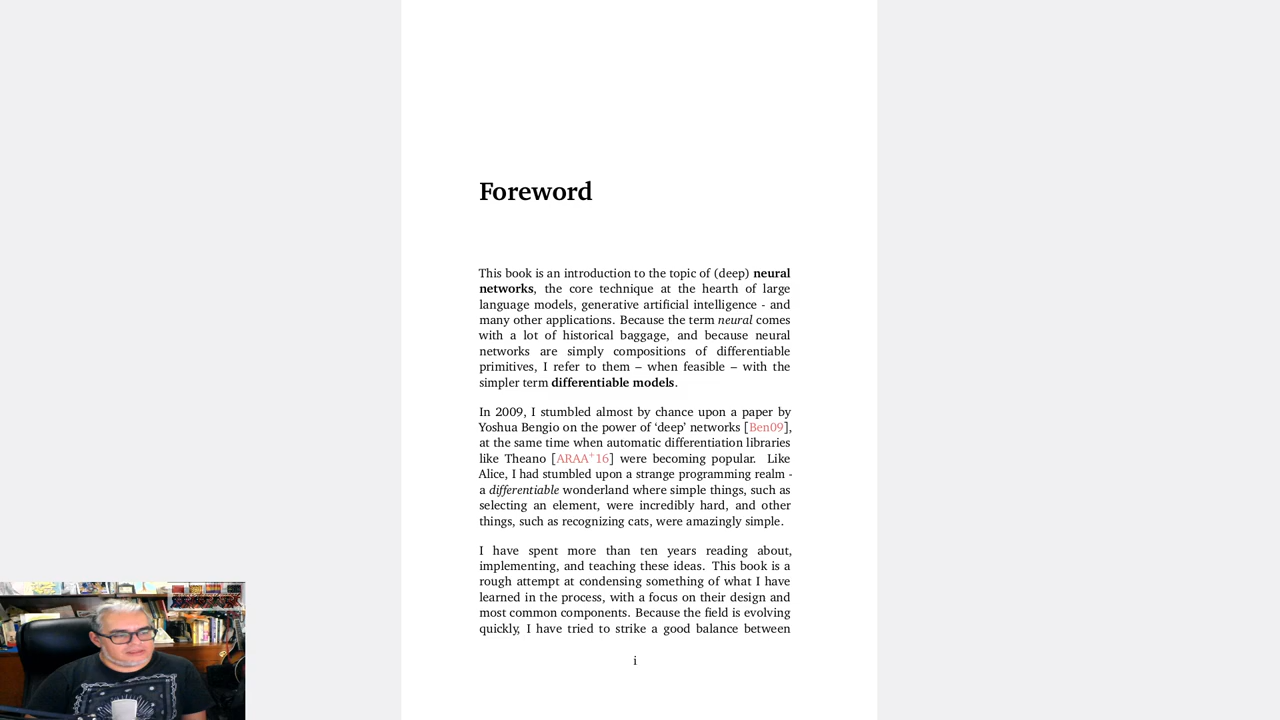 Foreword
This book is an introduction to the topic of (deep) neural
networks, the core technique at the hearth of large
language models, generative artificial intelligence - and
many other applications. Because the term neural comes
with a lot of historical baggage, and because neural
networks are simply compositions of differentiable
primitives, I refer to them – when feasible – with the
simpler term differentiable models.
In 2009, I stumbled almost by chance upon a paper by
Yoshua Bengio on the power of ‘deep’ networks [Ben09],
at the same time when automatic differentiation libraries
like Theano [ARAA+16] were becoming popular. Like
Alice, I had stumbled upon a strange programming realm -
a differentiable wonderland where simple things, such as
selecting an element, were incredibly hard, and other
things, such as recognizing cats, were amazingly simple.
I have spent more than ten years reading about,
implementing, and teaching these ideas. This book is a
rough attempt at condensing something of what I have
learned in the process, with a focus on their design and
most common components. Because the field is evolving
quickly, I have tried to strike a good balance between
i